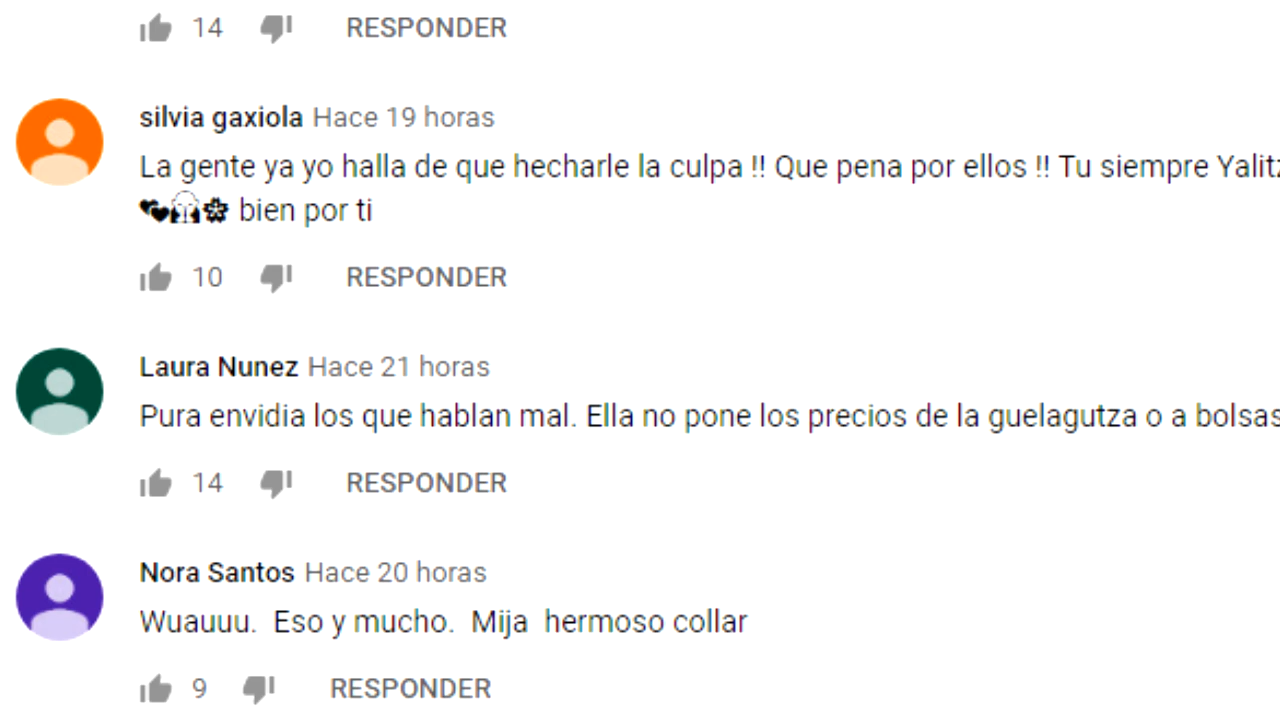 14 RESPONDER
silvia gaxiola Hace 19 horas
La gente ya yo halla de que hecharle la culpa !! Que pena por ellos !! Tu siempre
bien por ti
10 RESPONDER
Laura Nunez Hace 21 horas
Pura envidia los que hablan mal. Ella no pone los precios de la guelagutza o a bolsas
14 RESPONDER
Nora Santos Hace 20 horas
Wuauuu. Eso y mucho. Mija hermoso collar
9 RESPONDER